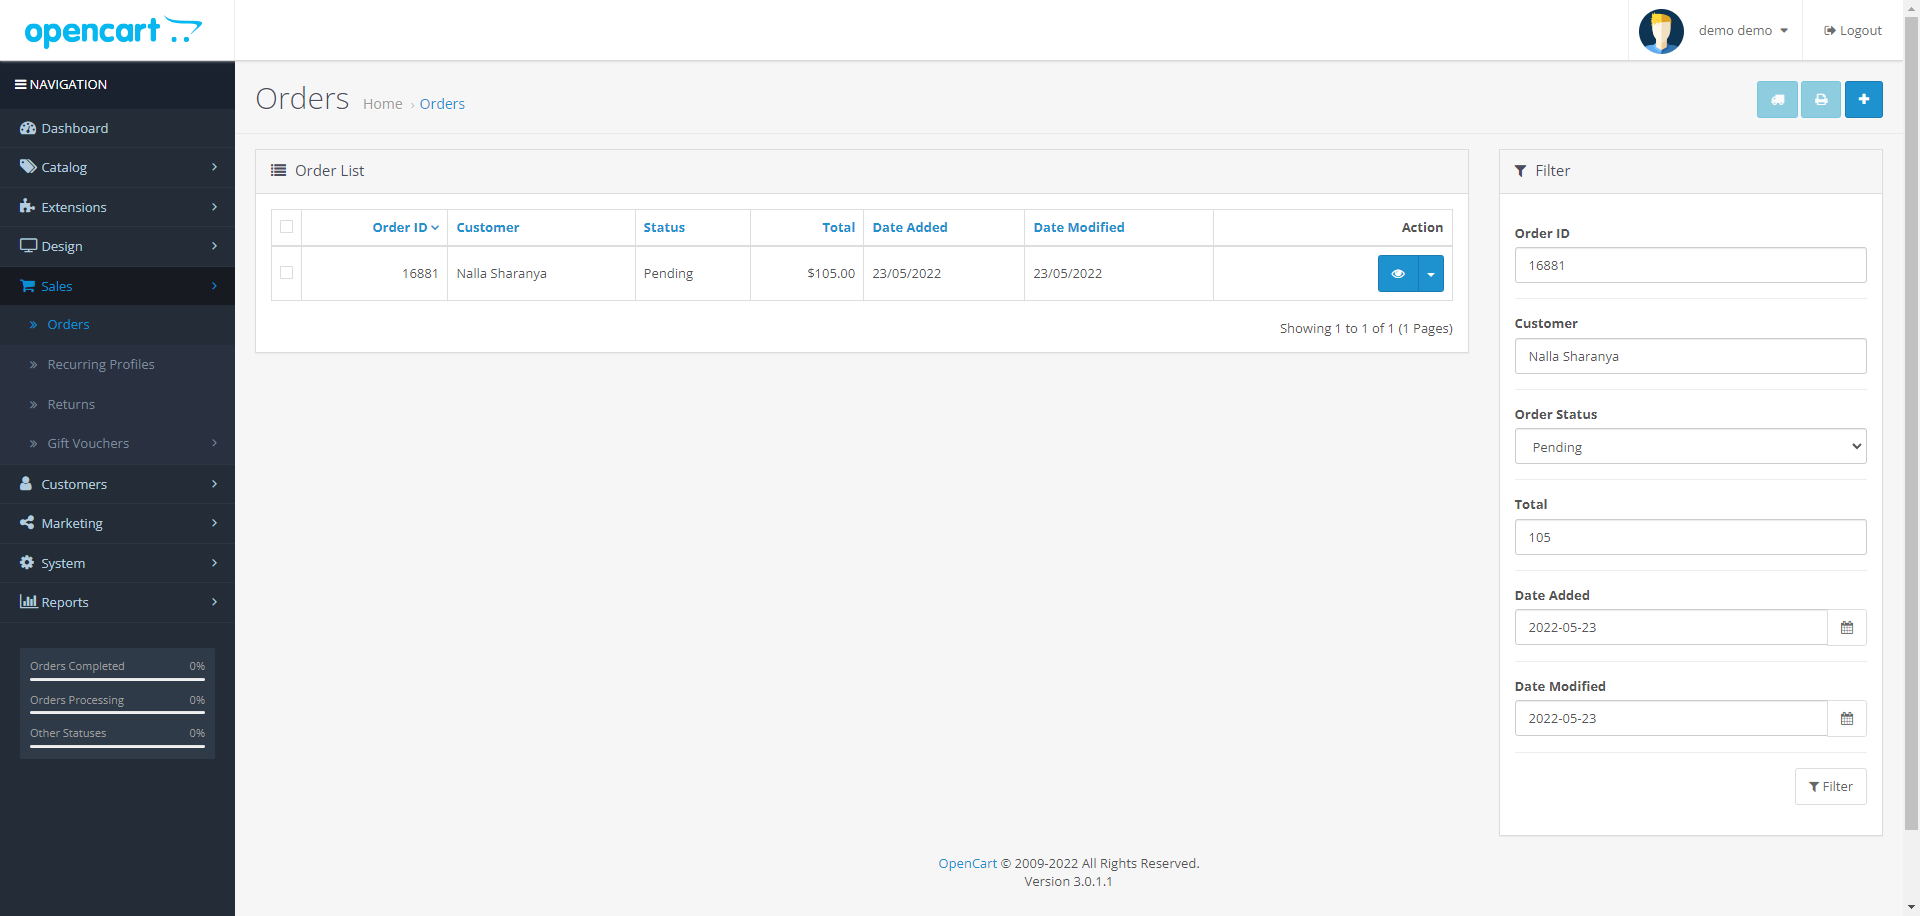 opencart
demo demo
Logout
NAVIGATION
Dashboard
Catalog
Extensions
Design
Sales
Orders
Recurring Profiles
Returns
Gift Vouchers
Customers
Marketing
System
Reports
Orders Completed 0%
Orders Processing 0%
Other Statuses 0%
Orders Home › Orders
Order List
Order ID Customer Status Total Date Added Date Modified Action
16881 Nalla Sharanya Pending $105.00 23/05/2022 23/05/2022
Showing 1 to 1 of 1 (1 Pages)
Filter
Order ID
16881
Customer
Nalla Sharanya
Order Status
Pending
Total
105
Date Added
2022-05-23
Date Modified
2022-05-23
Filter
OpenCart © 2009-2022 All Rights Reserved.
Version 3.0.1.1